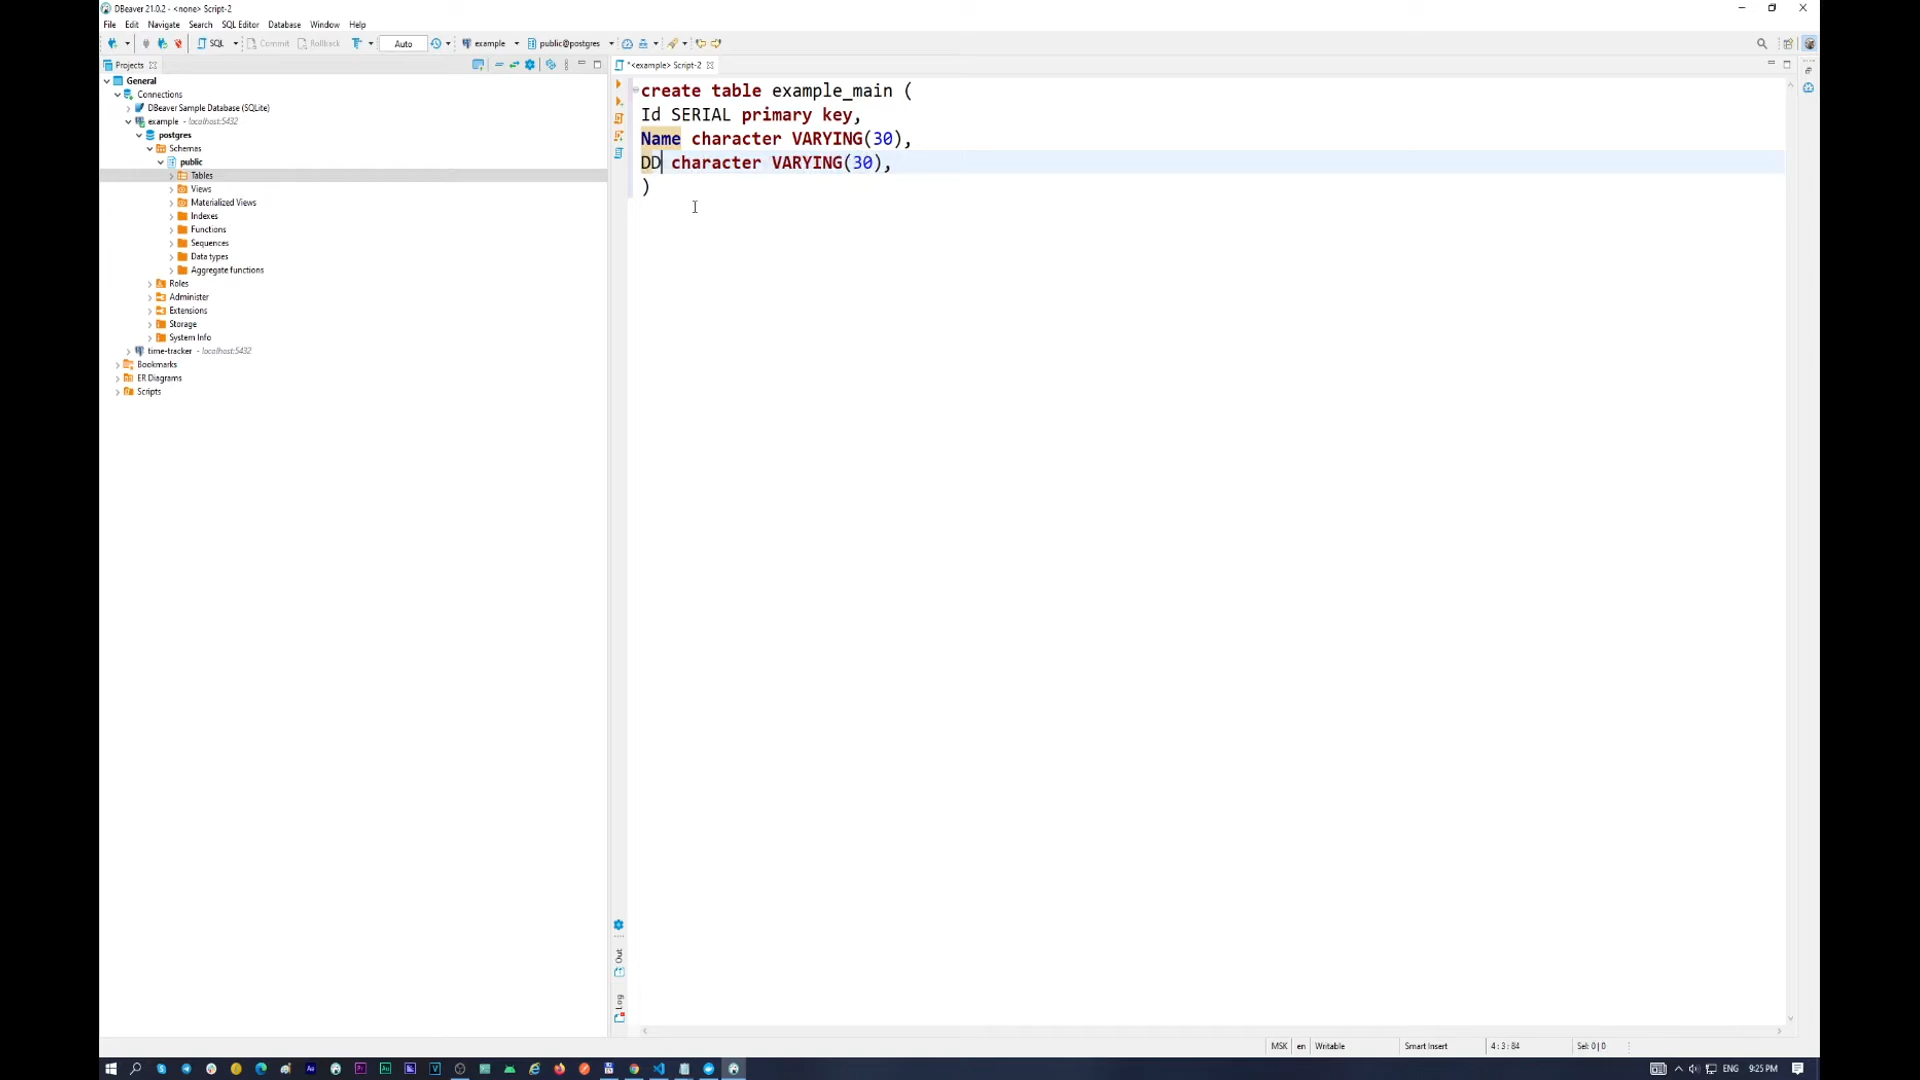 DBeaver 21.0.2 - <none> Script-2
File Edit Navigate Search SQL Editor Database Window Help
SQL Commit Rollback Auto example public@postgres
Projects
*<example> Script-2
General
Connections
DBeaver Sample Database (SQLite)
example - localhost:5432
postgres
Schemas
public
Tables
Views
Materialized Views
Indexes
Functions
Sequences
Data types
Aggregate functions
Roles
Administer
Extensions
Storage
System Info
time-tracker - localhost:5432
Bookmarks
ER Diagrams
Scripts
create table example_main (
Id SERIAL primary key,
Name character VARYING(30),
DD character VARYING(30),
)
Out
Log
MSK en Writable Smart Insert 4 : 3 : 84 Sel: 0 | 0
ENG 9:25 PM